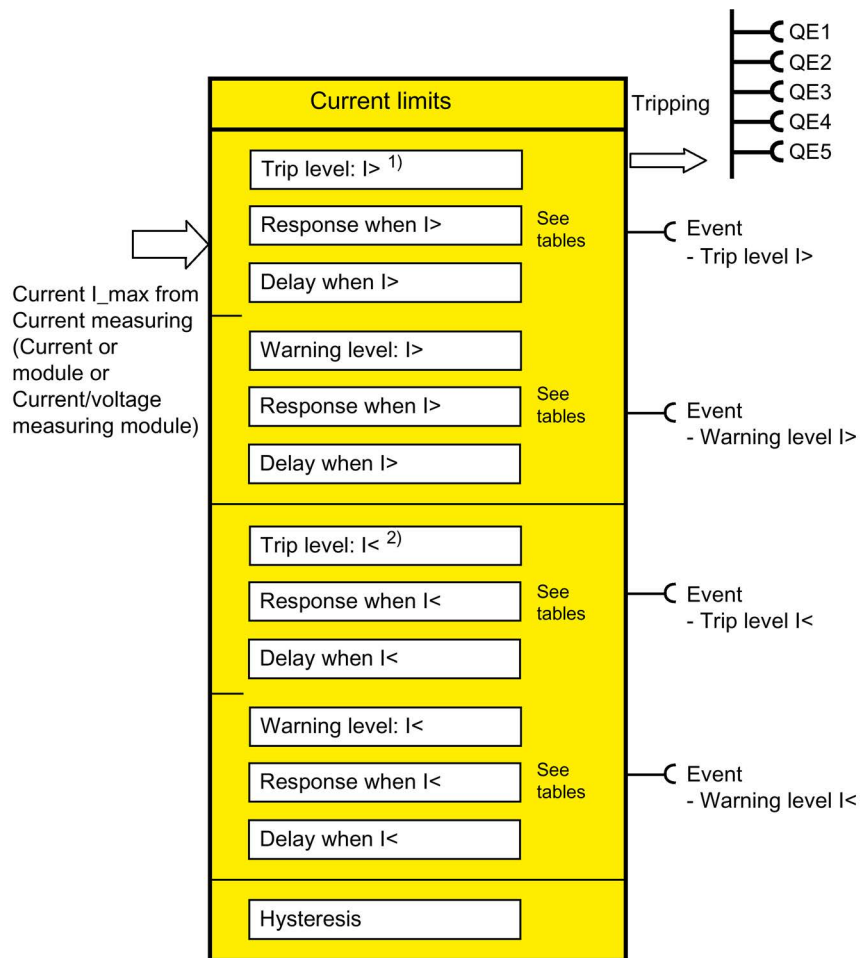 QE1
QE2
QE3
QE4
QE5
Current limits
Tripping
Trip level: I> 1)
Response when I>
See
tables
Event
- Trip level I>
Delay when I>
Current I_max from
Current measuring
(Current or
module or
Current/voltage
measuring module)
Warning level: I>
Response when I>
See
tables
Event
- Warning level I>
Delay when I>
Trip level: I< 2)
Response when I<
See
tables
Event
- Trip level I<
Delay when I<
Warning level: I<
Response when I<
See
tables
Event
- Warning level I<
Delay when I<
Hysteresis